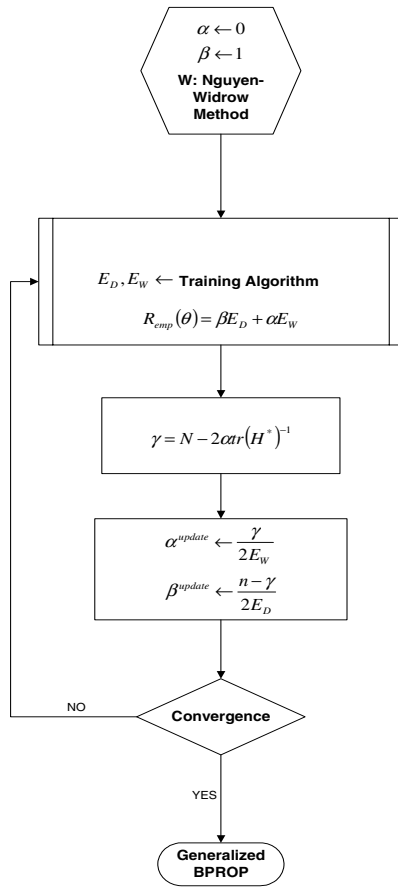 α ← 0
β ← 1
W: Nguyen-
Widrow
Method
E_D, E_W ← Training Algorithm
R_emp(θ) = βE_D + αE_W
γ = N − 2αtr(H^*)^−1
α^update ← γ / 2E_W
β^update ← n − γ / 2E_D
Convergence
NO
YES
Generalized
BPROP